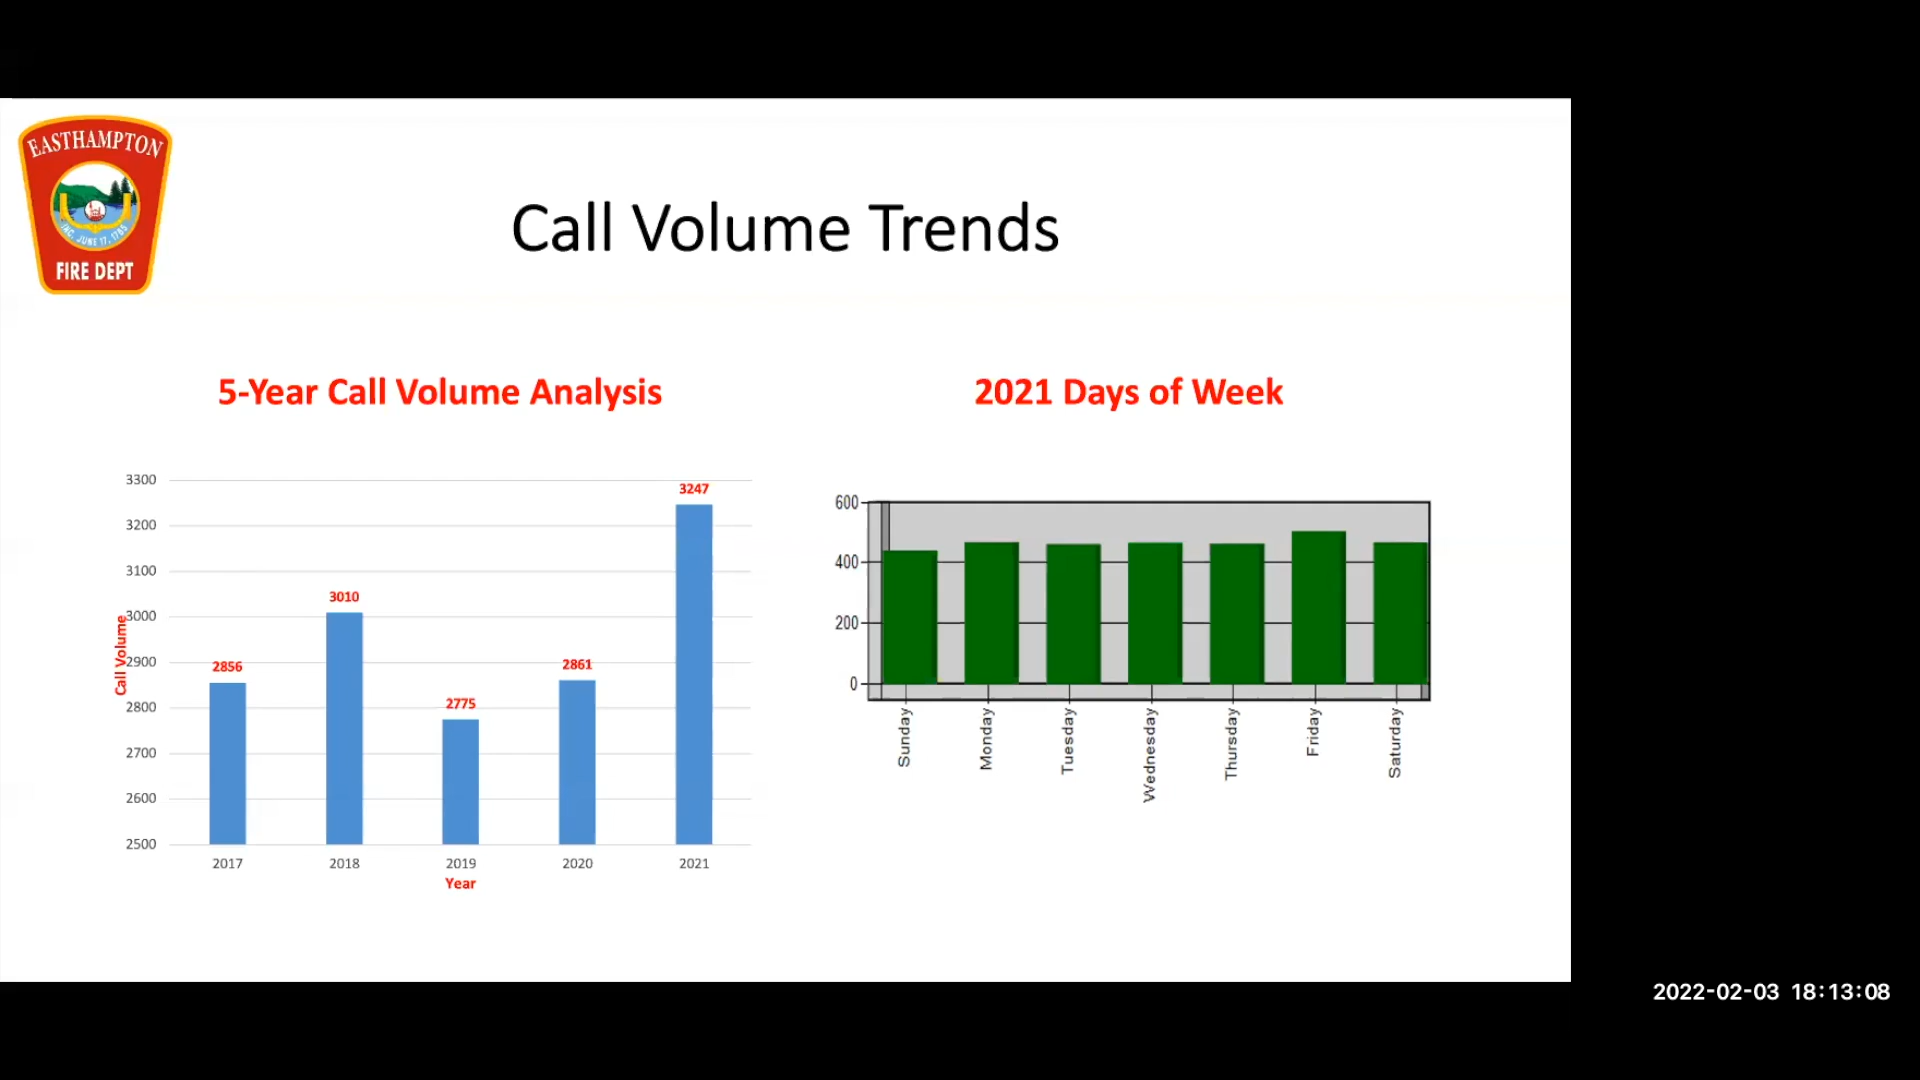 EASTHAMPTON
INC. JUNE 17, 1785
FIRE DEPT
Call Volume Trends
5-Year Call Volume Analysis
3300
3200
3100
3000
2900
2800
2700
2600
2500
Call Volume
2856
3010
2775
2861
3247
2017
2018
2019
2020
2021
Year
2021 Days of Week
600
400
200
0
Sunday
Monday
Tuesday
Wednesday
Thursday
Friday
Saturday
2022-02-03 18:13:08